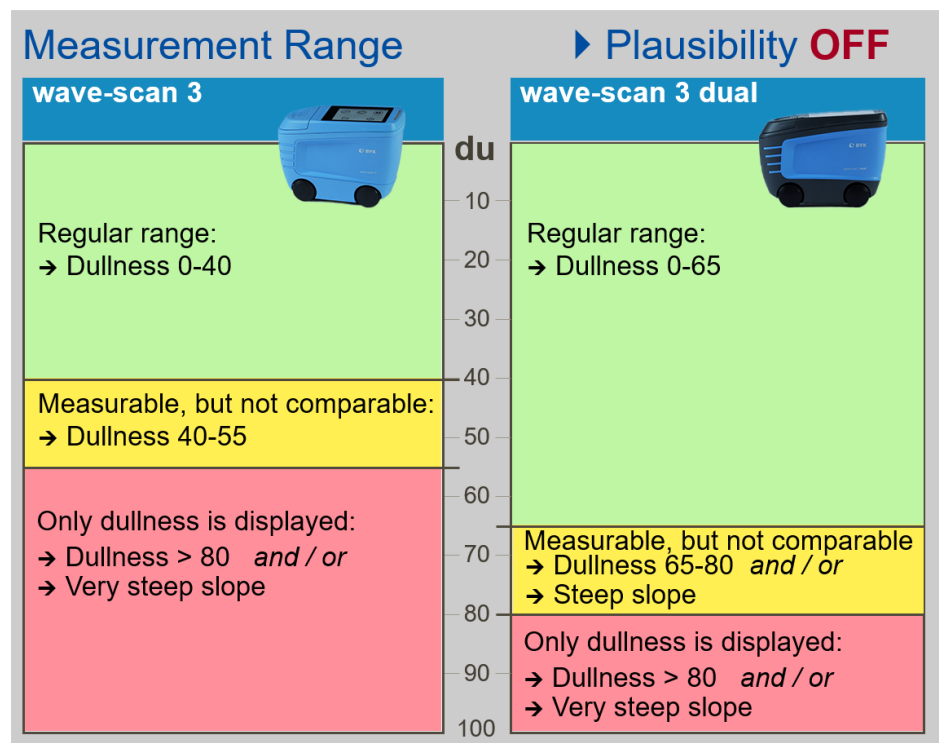 Measurement Range
Plausibility OFF
wave-scan 3
wave-scan 3 dual
du
10
20
30
40
50
60
70
80
90
100
Regular range:
→ Dullness 0-40
Measurable, but not comparable:
→ Dullness 40-55
Only dullness is displayed:
→ Dullness > 80 and / or
→ Very steep slope
Regular range:
→ Dullness 0-65
Measurable, but not comparable
→ Dullness 65-80 and / or
→ Steep slope
Only dullness is displayed:
→ Dullness > 80 and / or
→ Very steep slope